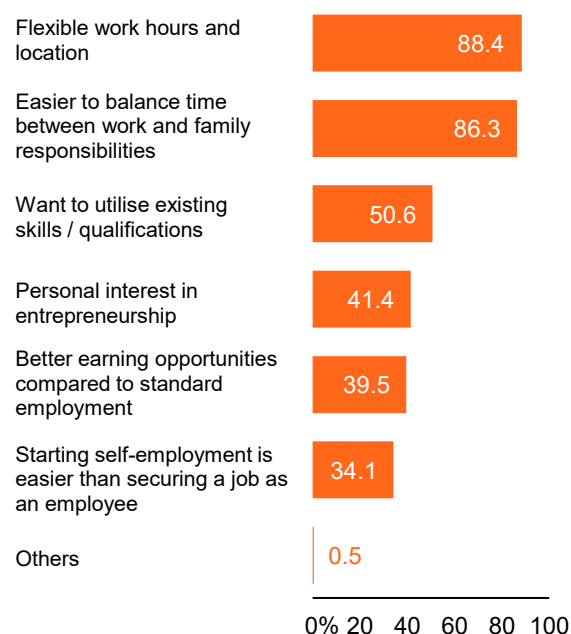 Flexible work hours and
location
88.4
Easier to balance time
between work and family
responsibilities
86.3
Want to utilise existing
skills / qualifications
50.6
Personal interest in
entrepreneurship
41.4
Better earning opportunities
compared to standard
employment
39.5
Starting self-employment is
easier than securing a job as
an employee
34.1
Others
0.5
0% 20 40 60 80 100